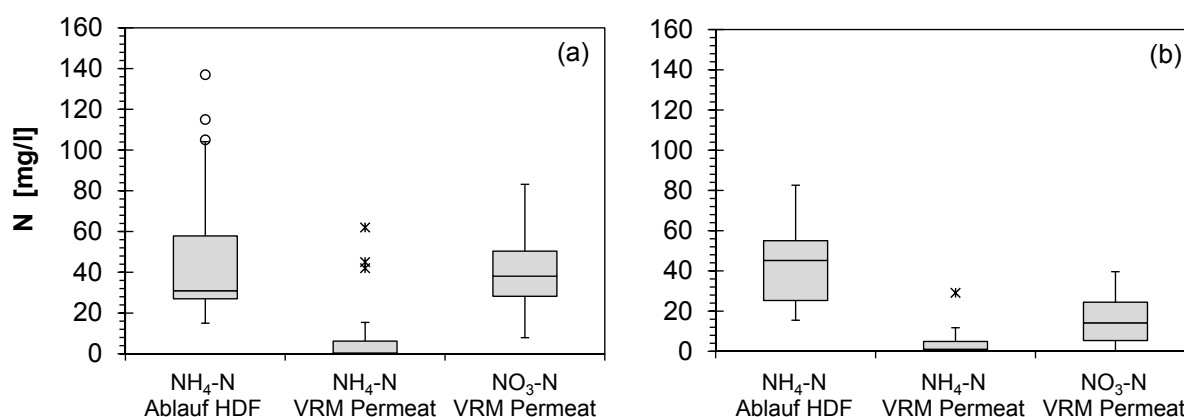 (a)
160
140
120
100
80
60
40
20
0
N [mg/l]
NH₄-N NH₄-N NO₃-N
Ablauf HDF VRM Permeat VRM Permeat
(b)
160
140
120
100
80
60
40
20
0
NH₄-N NH₄-N NO₃-N
Ablauf HDF VRM Permeat VRM Permeat